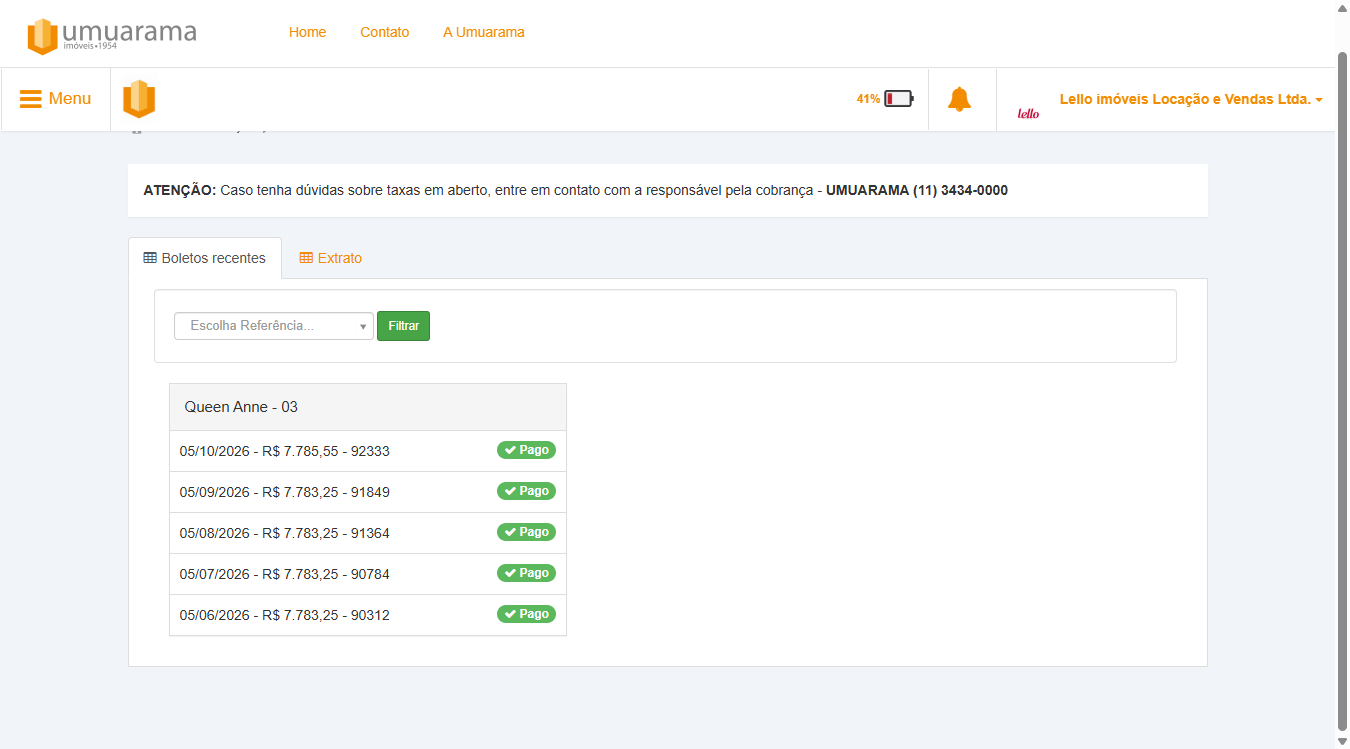 umuarama
imóveis•1954
Home
Contato
A Umuarama
Menu
41%
lello
Lello imóveis Locação e Vendas Ltda.
ATENÇÃO: Caso tenha dúvidas sobre taxas em aberto, entre em contato com a responsável pela cobrança - UMUARAMA (11) 3434-0000
Boletos recentes
Extrato
Escolha Referência...
Filtrar
Queen Anne - 03
05/10/2026 - R$ 7.785,55 - 92333 Pago
05/09/2026 - R$ 7.783,25 - 91849 Pago
05/08/2026 - R$ 7.783,25 - 91364 Pago
05/07/2026 - R$ 7.783,25 - 90784 Pago
05/06/2026 - R$ 7.783,25 - 90312 Pago